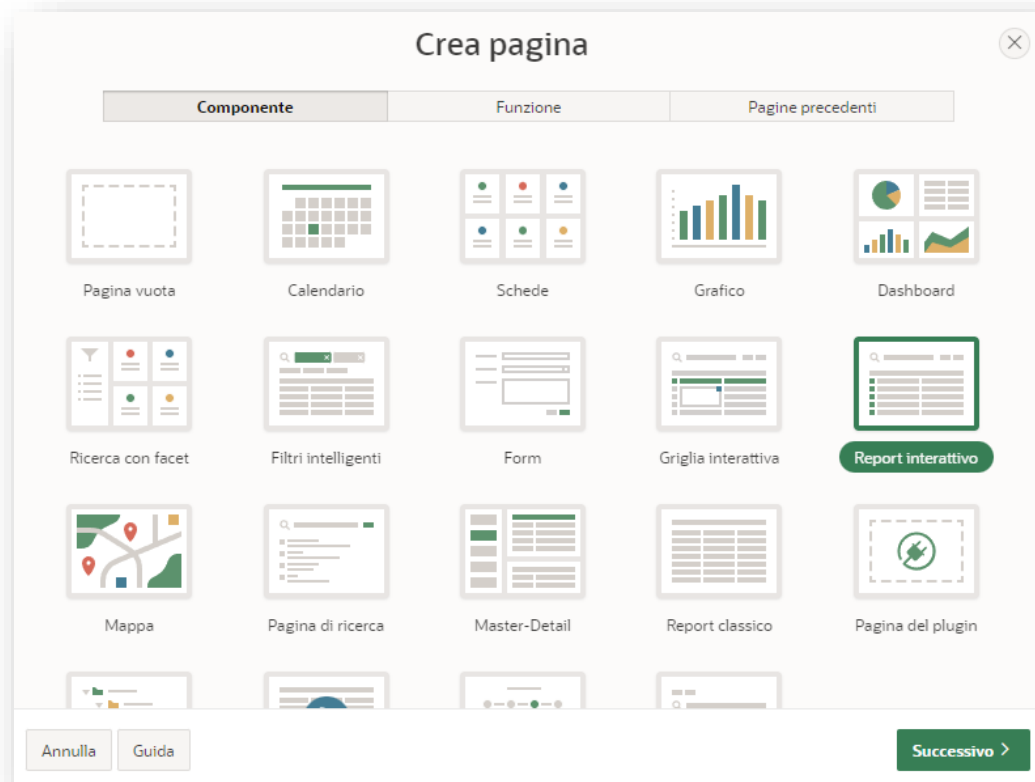 Crea pagina
Componente Funzione Pagine precedenti
Pagina vuota Calendario Schede Grafico Dashboard
Ricerca con facet Filtri intelligenti Form Griglia interattiva Report interattivo
Mappa Pagina di ricerca Master-Detail Report classico Pagina del plugin
Annulla Guida Successivo